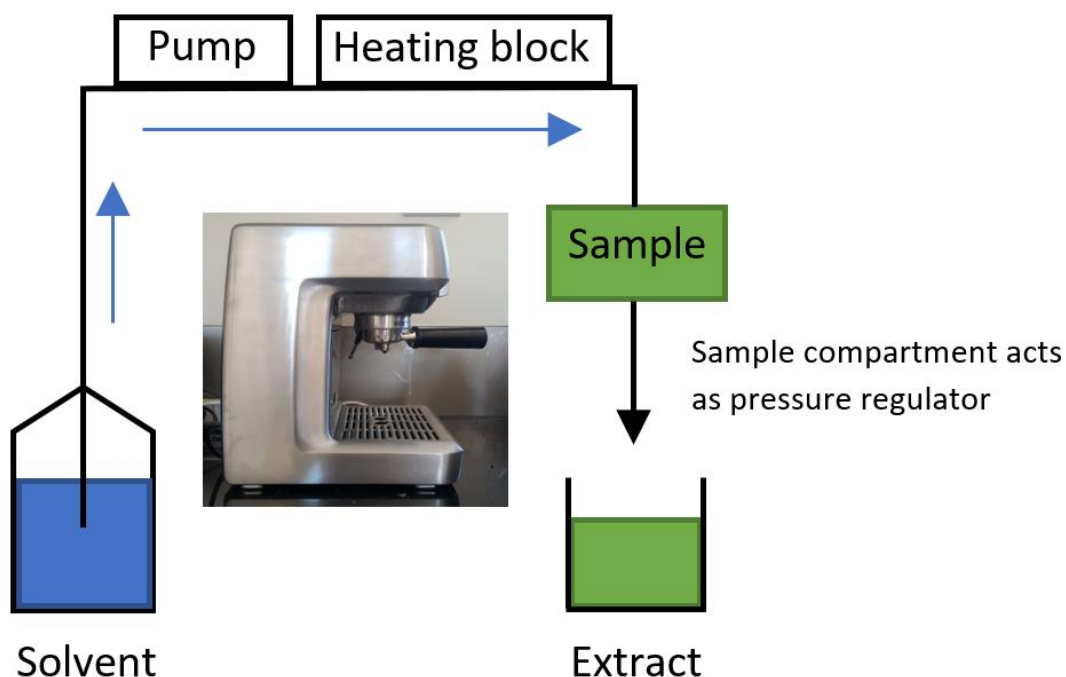 Pump
Heating block
Sample
Sample compartment acts
as pressure regulator
Solvent
Extract